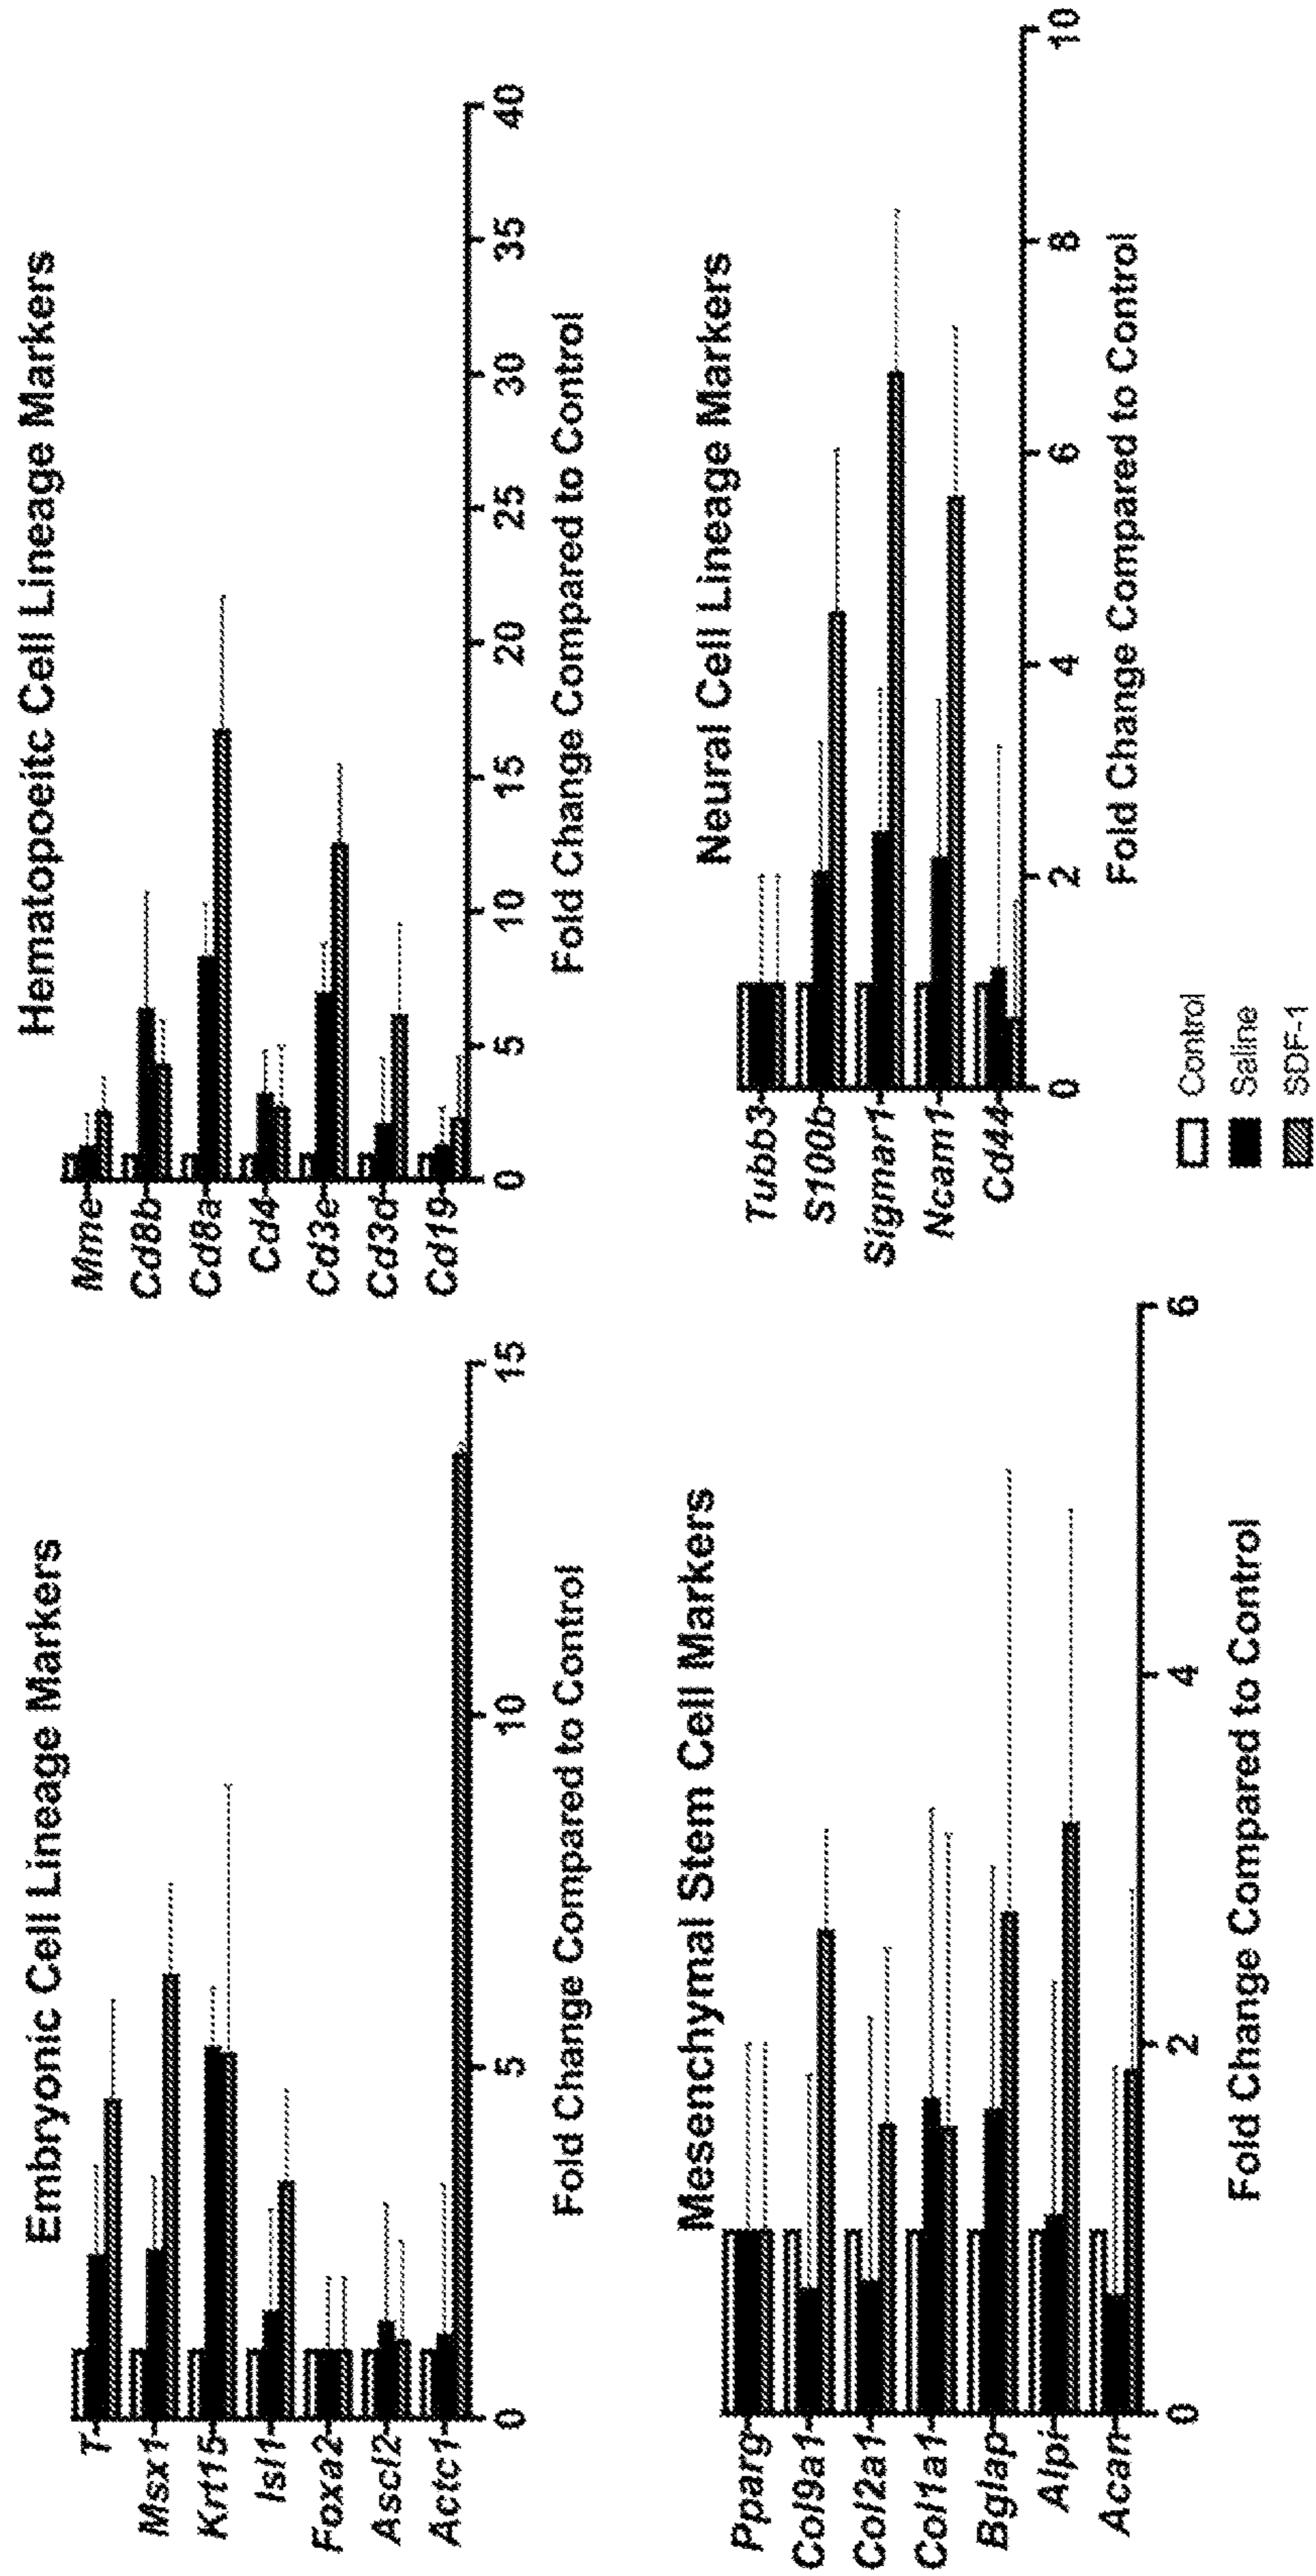 Embryonic Cell Lineage Markers
T
Msx1
Krt15
Isl1
Foxa2
Ascl2
Actc1
0 5 10 15
Fold Change Compared to Control
Hematopoeitc Cell Lineage Markers
Mme
Cd8b
Cd8a
Cd4
Cd3e
Cd3d
Cd19
0 5 10 15 20 25 30 35 40
Fold Change Compared to Control
Mesenchymal Stem Cell Markers
Pparg
Col9a1
Col2a1
Col1a1
Bglap
Alpi
Acan
0 2 4 6
Fold Change Compared to Control
Neural Cell Lineage Markers
Tubb3
S100b
Sigmar1
Ncam1
Cd44
0 2 4 6 8 10
Fold Change Compared to Control
Control
Saline
SDF-1